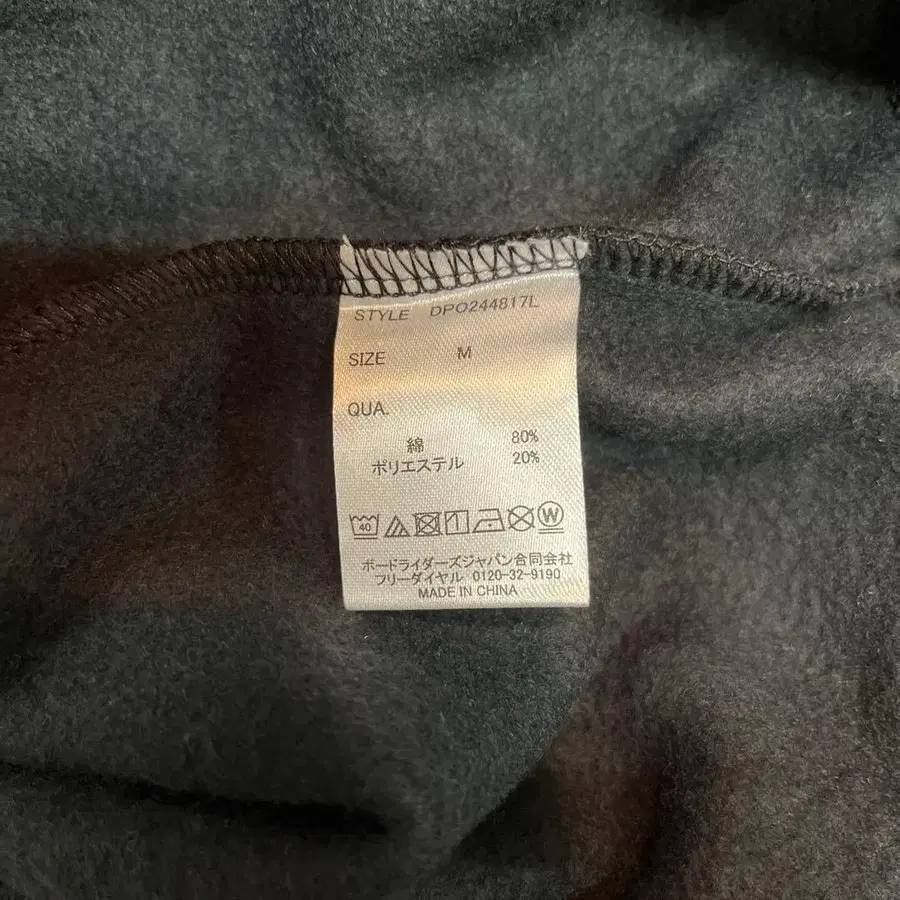 STYLE DPO244817L
SIZE M
QUA.
綿 80%
ポリエステル 20%
40 W
ボードライダーズジャパン合同会社
フリーダイヤル 0120-32-9190
MADE IN CHINA